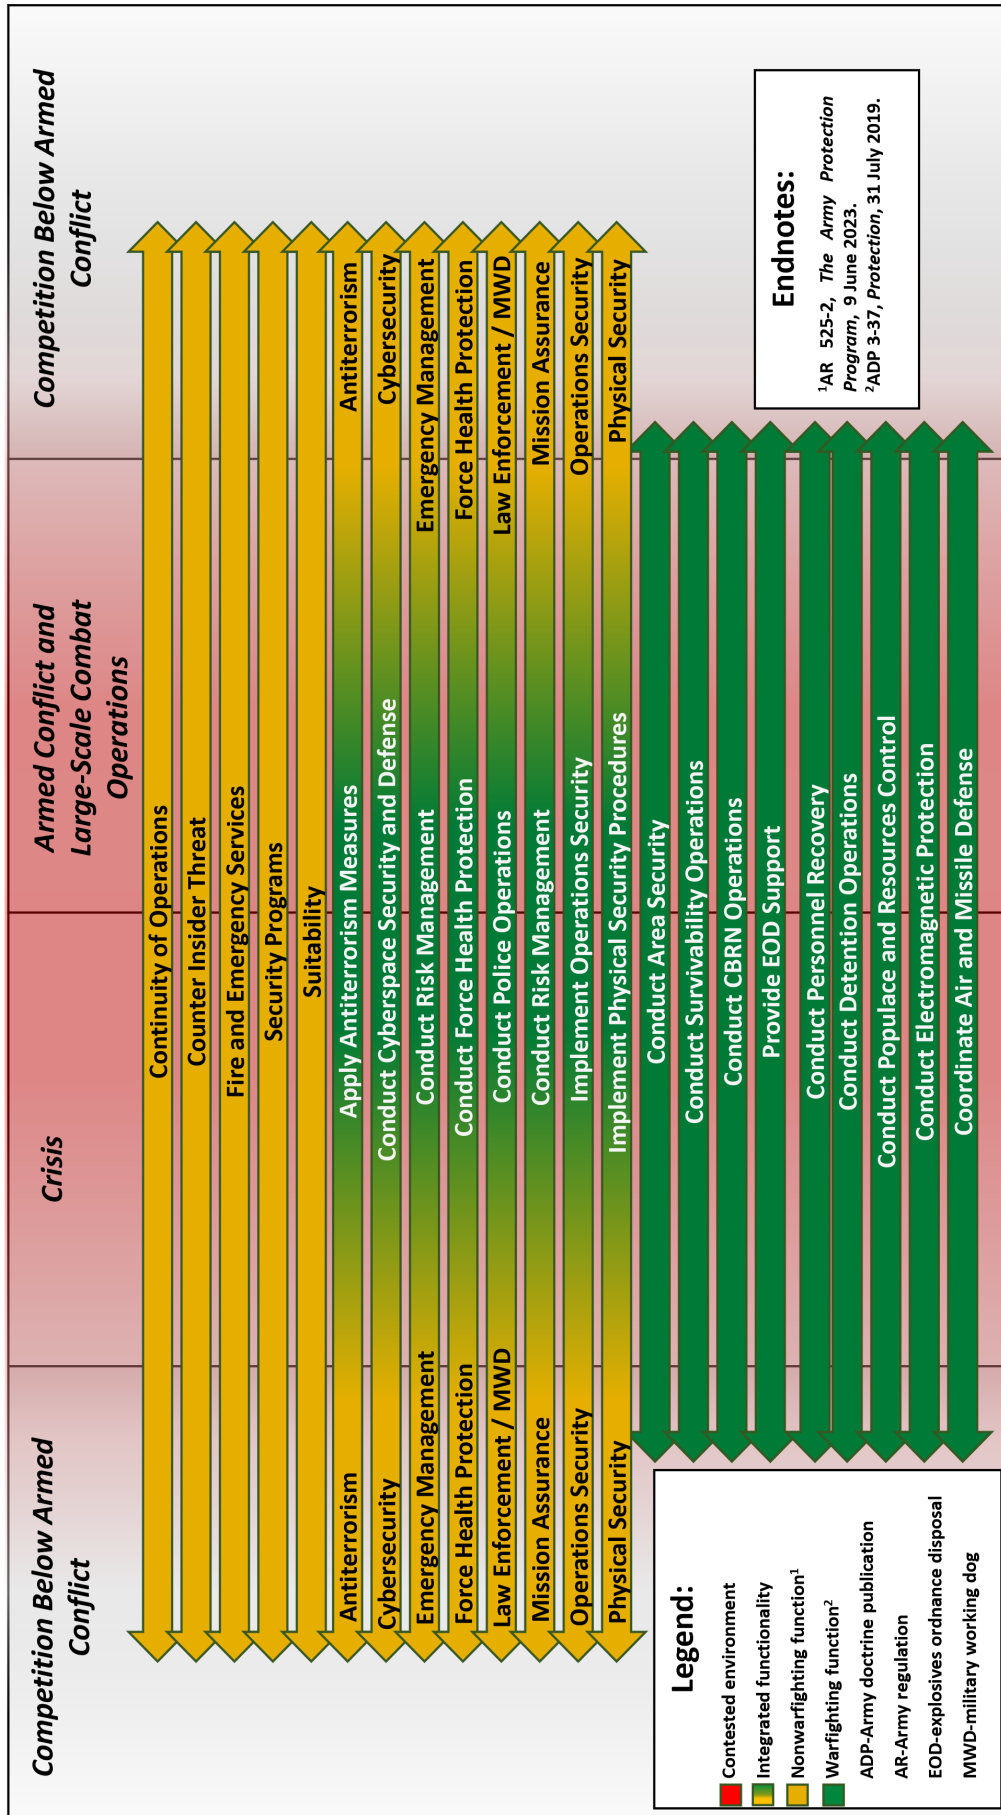 Competition Below Armed
Conflict
Crisis
Armed Conflict and
Large-Scale Combat
Operations
Competition Below Armed
Conflict
Continuity of Operations
Counter Insider Threat
Fire and Emergency Services
Security Programs
Suitability
Antiterrorism Apply Antiterrorism Measures Antiterrorism
Cybersecurity Conduct Cyberspace Security and Defense Cybersecurity
Emergency Management Conduct Risk Management Emergency Management
Force Health Protection Conduct Force Health Protection Force Health Protection
Law Enforcement / MWD Conduct Police Operations Law Enforcement / MWD
Mission Assurance Conduct Risk Management Mission Assurance
Operations Security Implement Operations Security Operations Security
Physical Security Implement Physical Security Procedures Physical Security
Conduct Area Security
Conduct Survivability Operations
Conduct CBRN Operations
Provide EOD Support
Conduct Personnel Recovery
Conduct Detention Operations
Conduct Populace and Resources Control
Conduct Electromagnetic Protection
Coordinate Air and Missile Defense
Legend:
Contested environment
Integrated functionality
Nonwarfighting function¹
Warfighting function²
ADP-Army doctrine publication
AR-Army regulation
EOD-explosives ordnance disposal
MWD-military working dog
Endnotes:
¹AR 525-2, The Army Protection
Program, 9 June 2023.
²ADP 3-37, Protection, 31 July 2019.